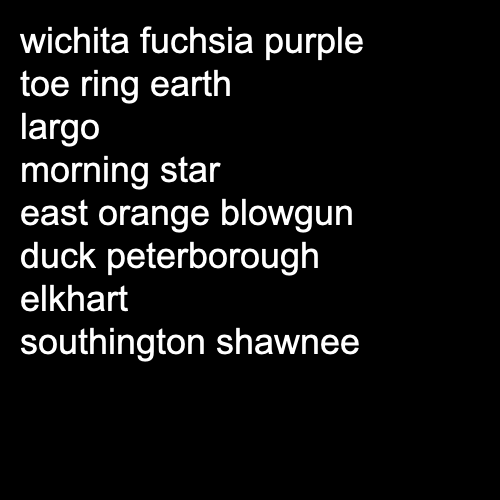 wichita fuchsia purple
toe ring earth
largo
morning star
east orange blowgun
duck peterborough
elkhart
southington shawnee